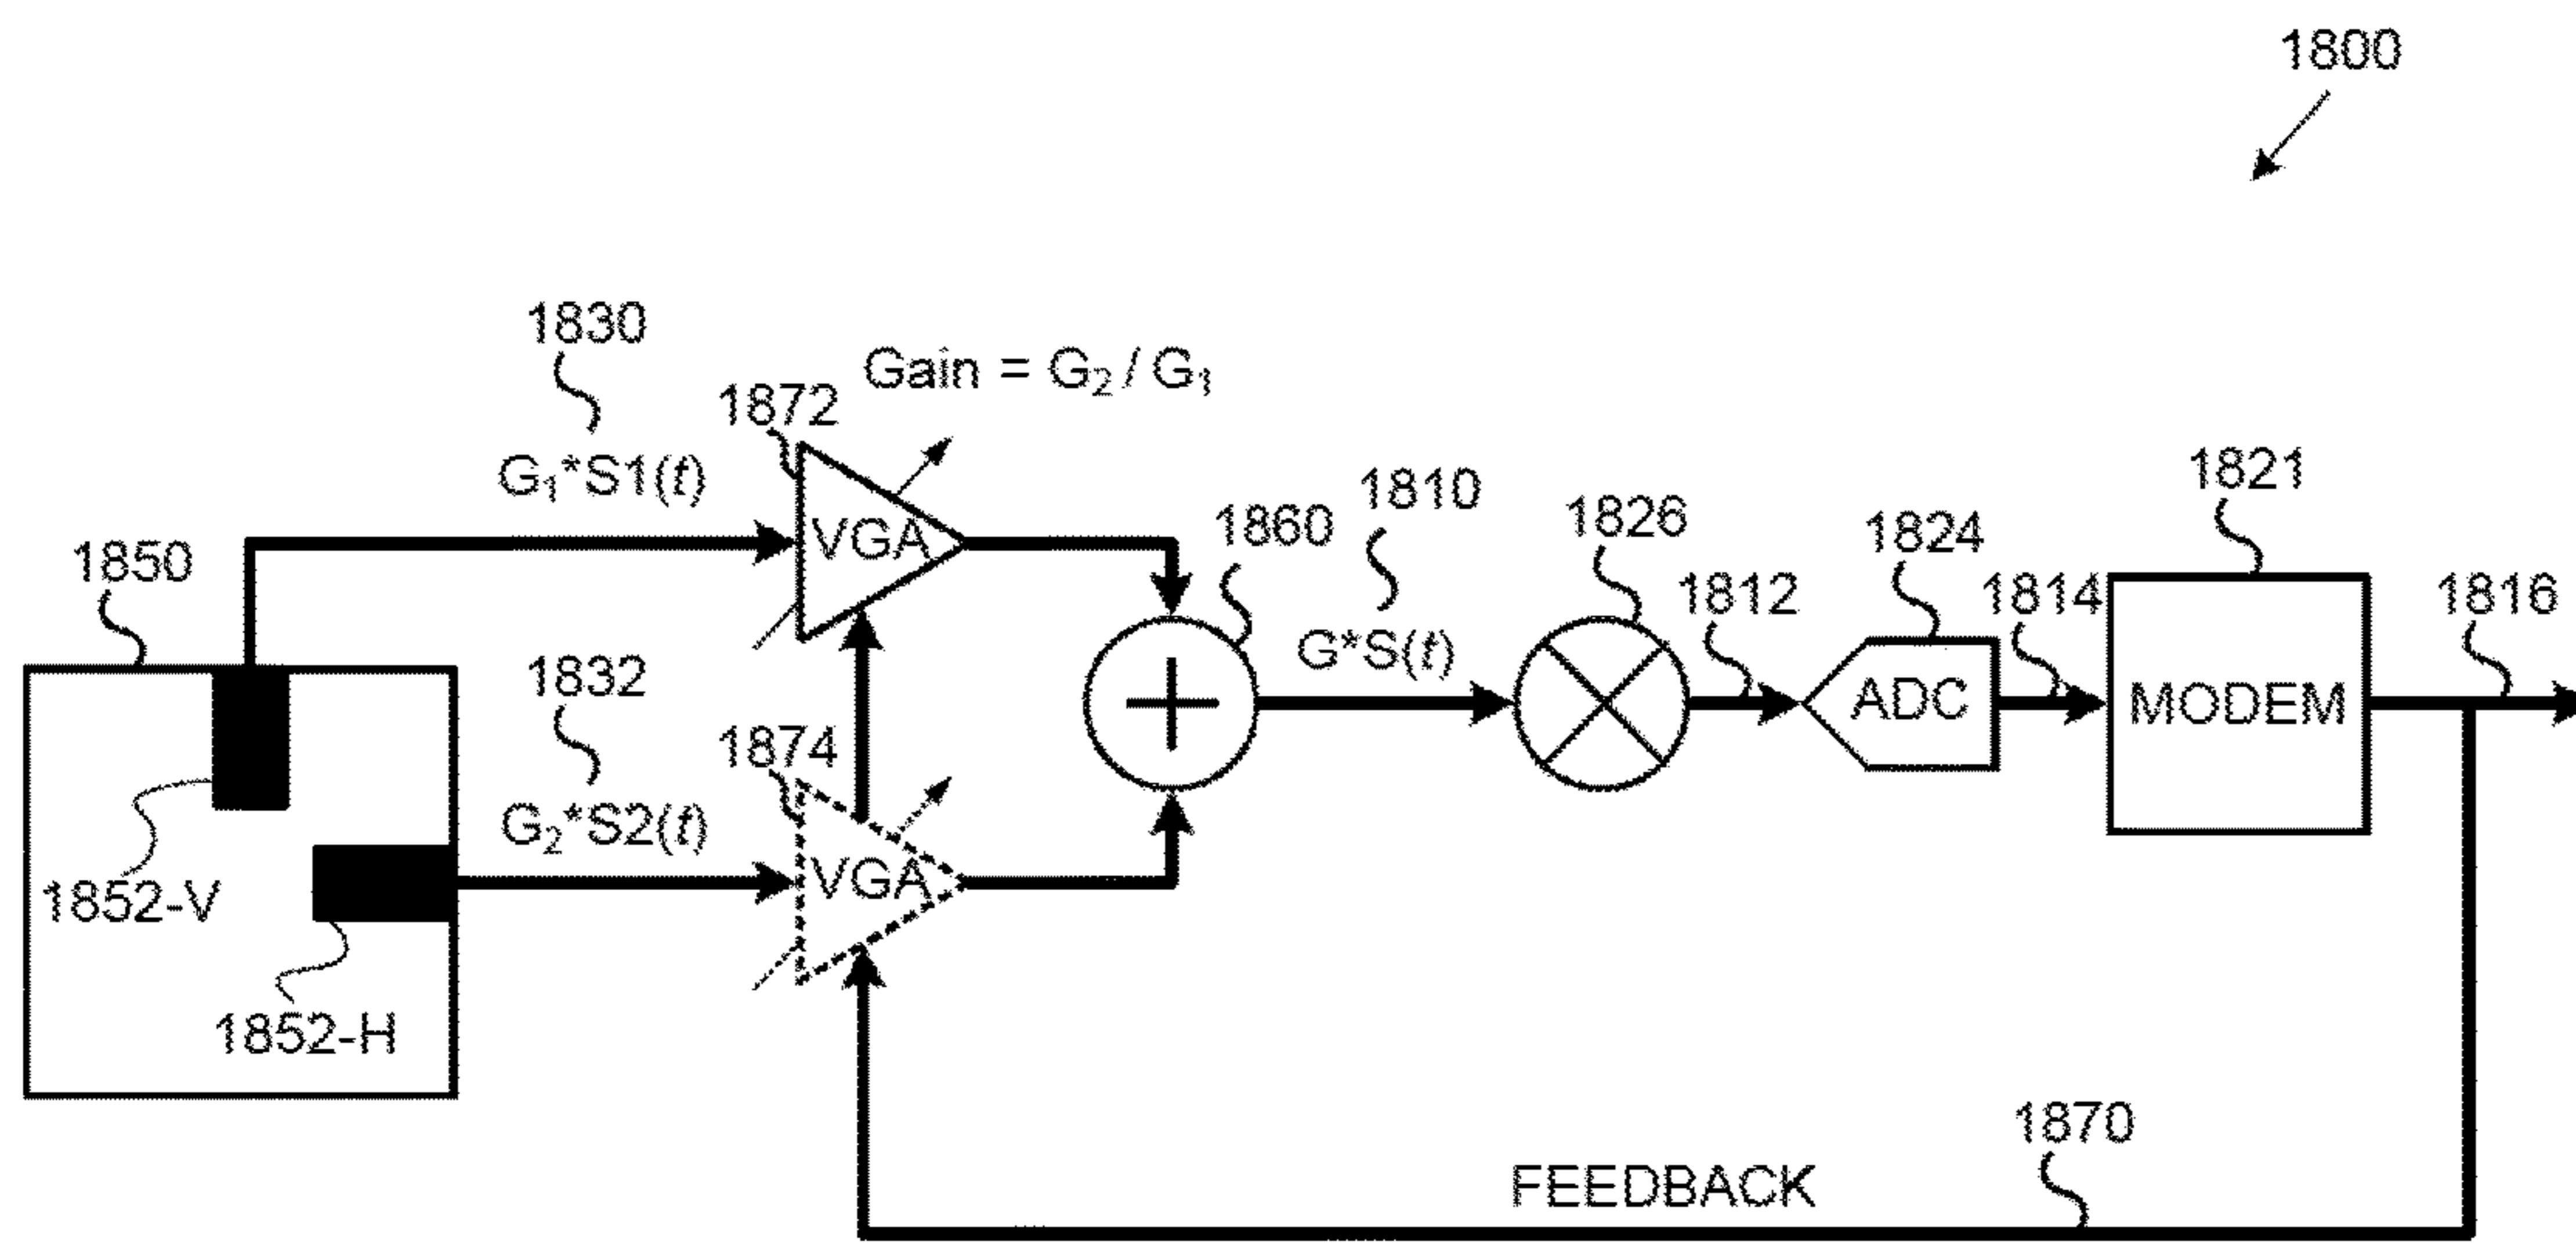 1800
1830
Gain = G₂ / G₁
1872
G₁*S1(t)
1810
1821
1860
1826
1824
VGA
1850
1812
1814
1816
1832
G*S(t)
1874
ADC
MODEM
G₂*S2(t)
VGA
1852-V
1852-H
1870
FEEDBACK